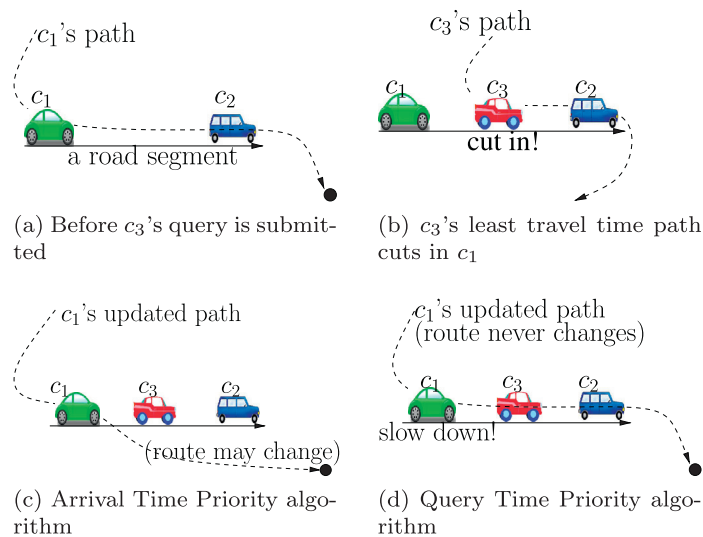 c₁'s path
c₁
c₂
a road segment
(a) Before c₃'s query is submit-
ted
c₃'s path
c₁
c₃
c₂
cut in!
(b) c₃'s least travel time path
cuts in c₁
c₁'s updated path
c₁
c₃
c₂
(route may change)
(c) Arrival Time Priority algo-
rithm
c₁'s updated path
(route never changes)
c₁
c₃
c₂
slow down!
(d) Query Time Priority algo-
rithm